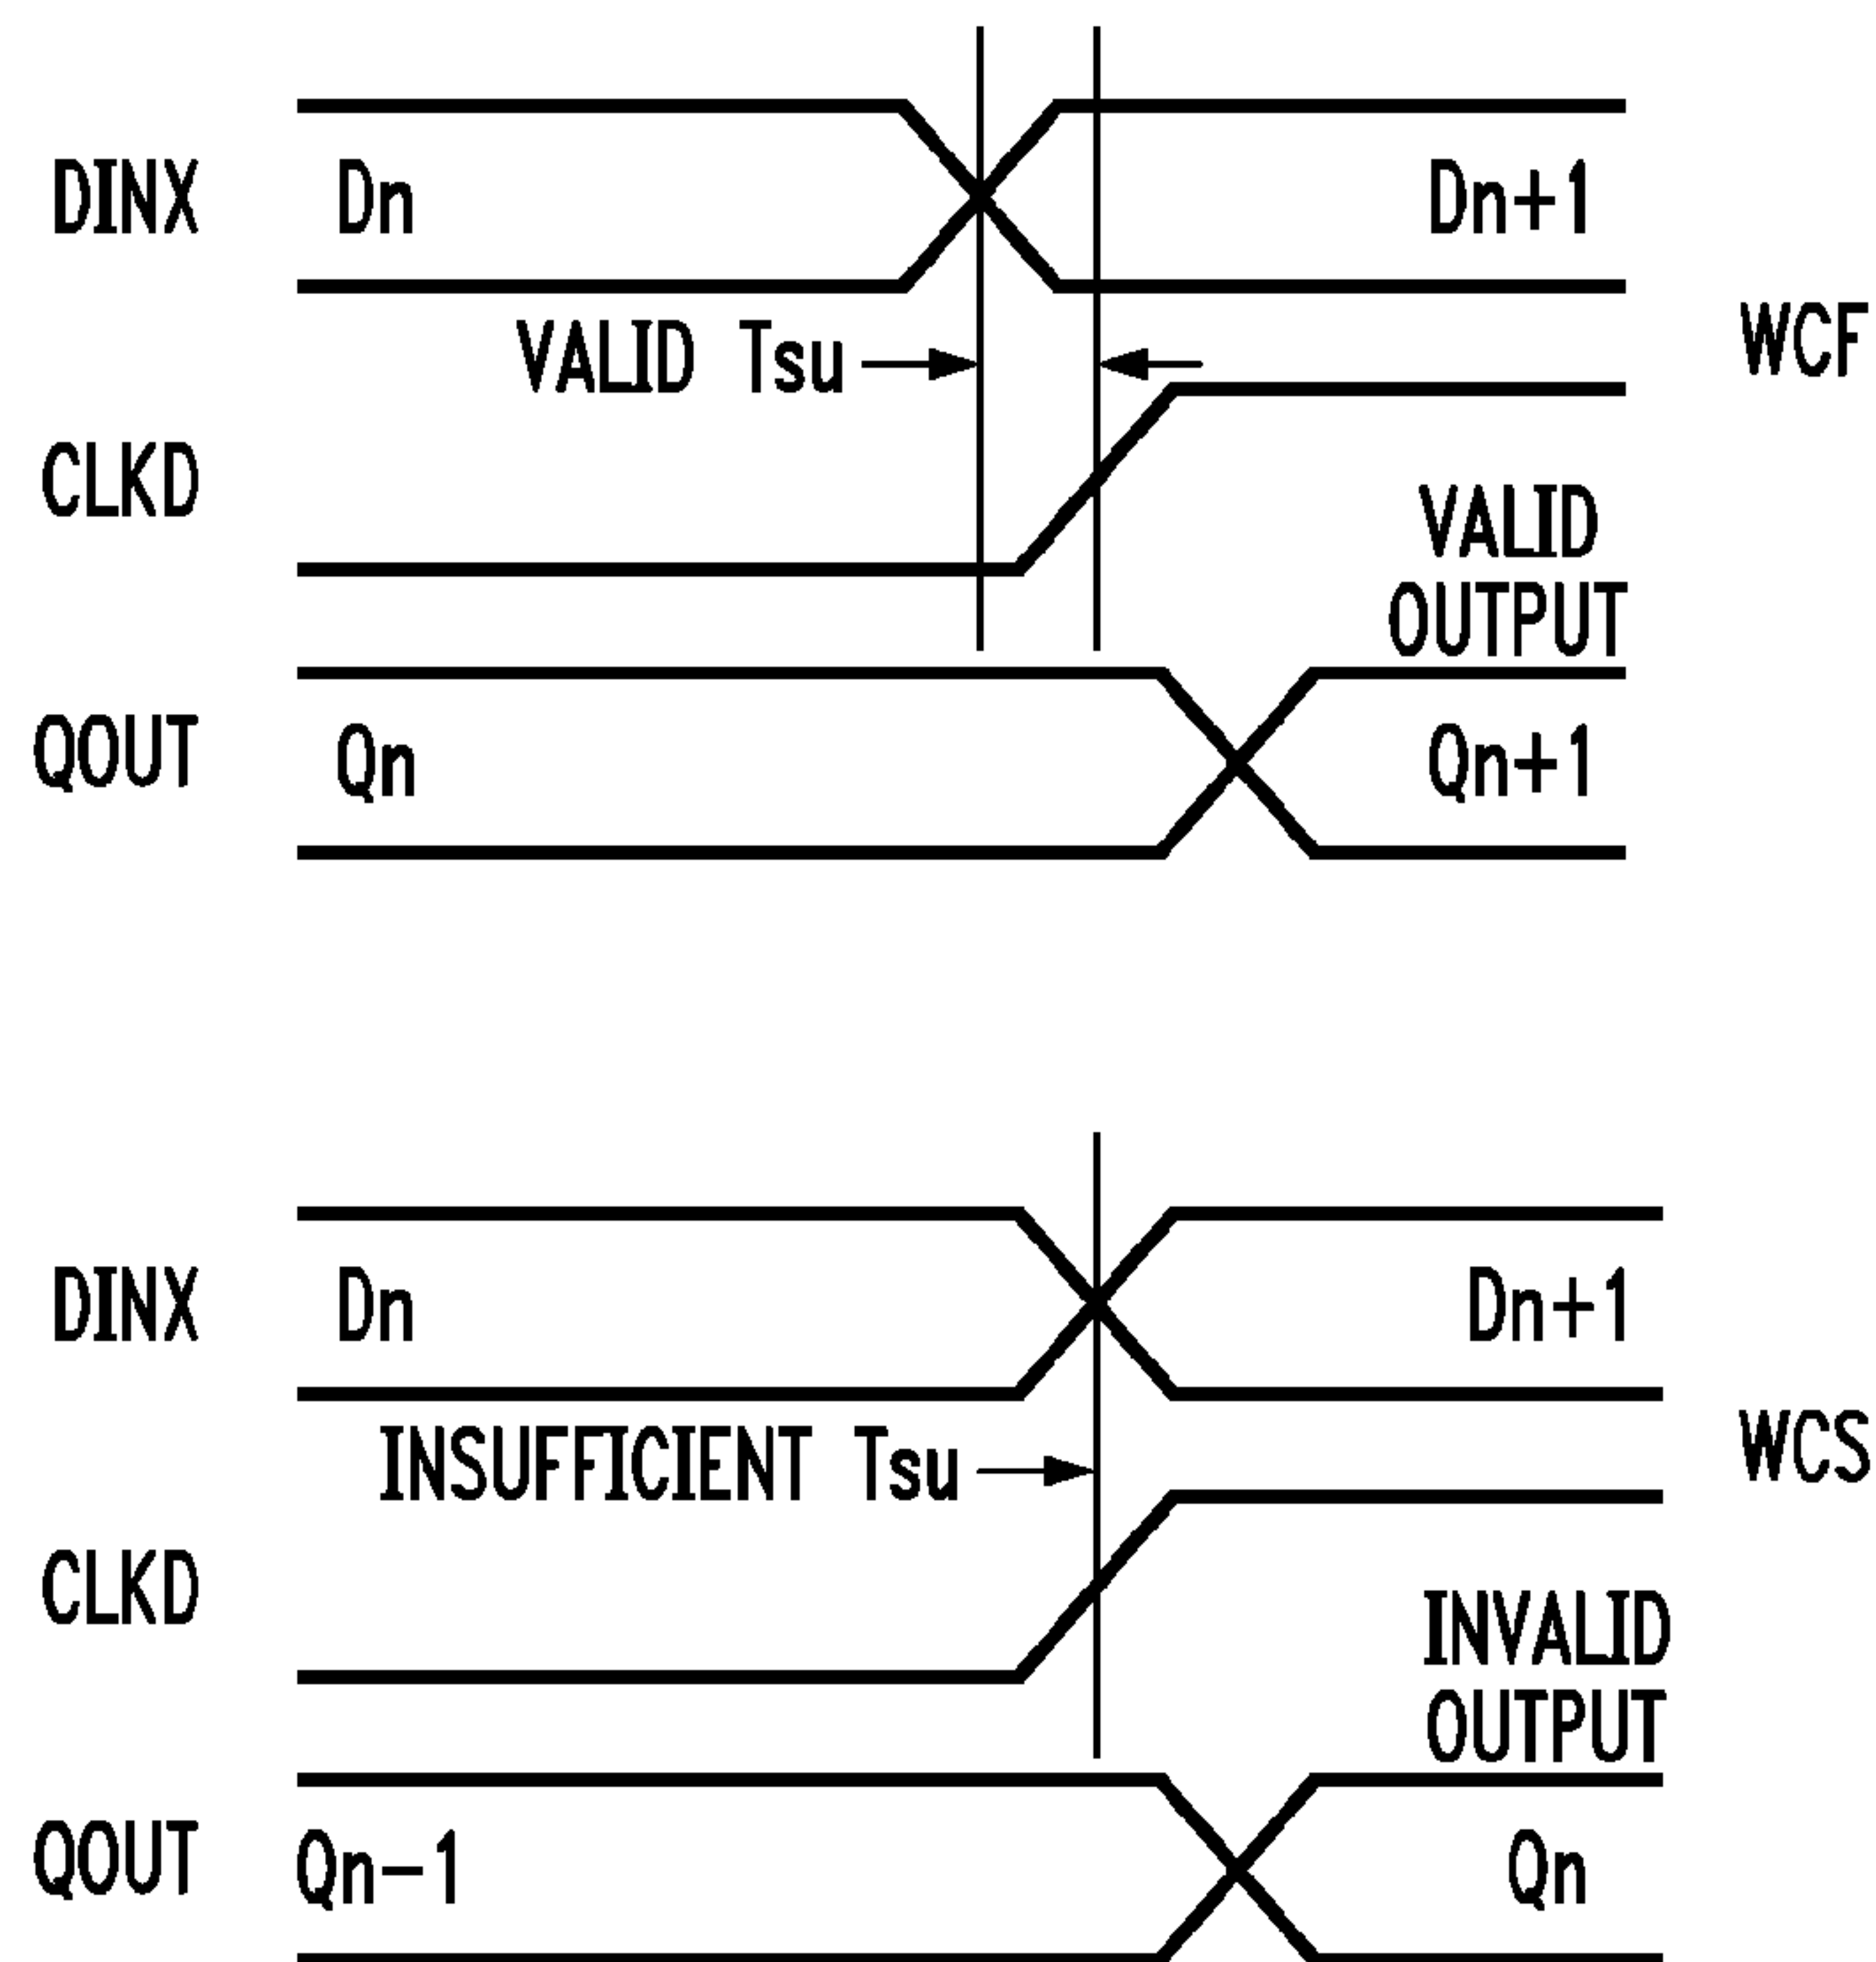 DINX Dn Dn+1
WCF
VALID Tsu
CLKD
VALID
OUTPUT
QOUT Qn Qn+1
DINX Dn Dn+1
WCS
INSUFFICIENT Tsu
CLKD
INVALID
OUTPUT
QOUT Qn-1 Qn